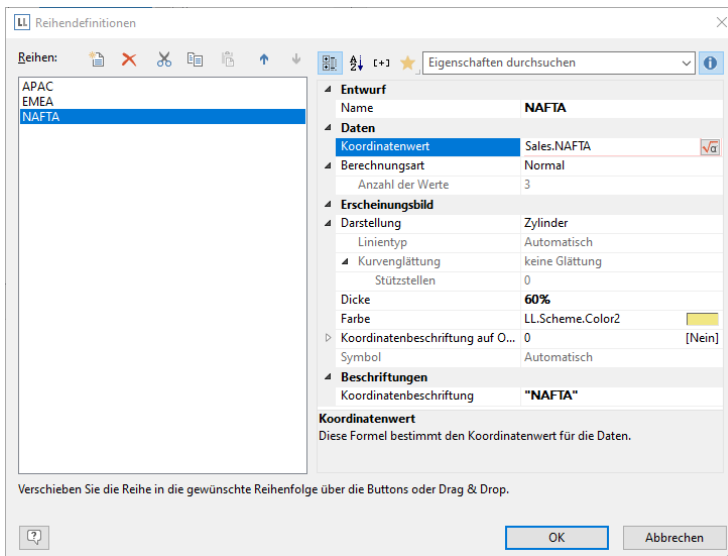 LL Reihendefinitionen
Reihen:
Eigenschaften durchsuchen
APAC
EMEA
NAFTA
Entwurf
Name NAFTA
Daten
Koordinatenwert Sales.NAFTA
Berechnungsart Normal
Anzahl der Werte 3
Erscheinungsbild
Darstellung Zylinder
Linientyp Automatisch
Kurvenglättung keine Glättung
Stützstellen 0
Dicke 60%
Farbe LL.Scheme.Color2
Koordinatenbeschriftung auf O... 0 [Nein]
Symbol Automatisch
Beschriftungen
Koordinatenbeschriftung "NAFTA"
Koordinatenwert
Diese Formel bestimmt den Koordinatenwert für die Daten.
Verschieben Sie die Reihe in die gewünschte Reihenfolge über die Buttons oder Drag & Drop.
OK Abbrechen